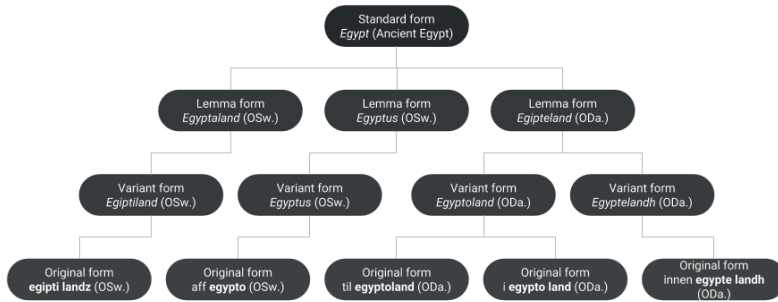 Standard form
Egypt (Ancient Egypt)
Lemma form
Egyptaland (OSw.)
Lemma form
Egyptus (OSw.)
Lemma form
Egipteland (ODa.)
Variant form
Egiptiland (OSw.)
Variant form
Egyptus (OSw.)
Variant form
Egyptoland (ODa.)
Variant form
Egyptelandh (ODa.)
Original form
egipti landz (OSw.)
Original form
aff egypto (OSw.)
Original form
til egyptoland (ODa.)
Original form
i egypto land (ODa.)
Original form
innen egypte landh
(ODa.)